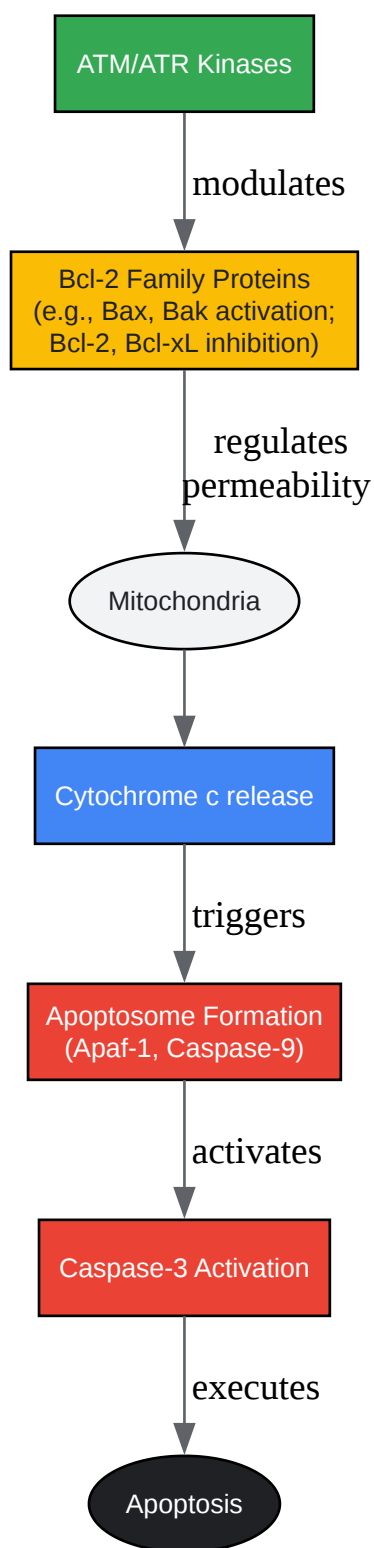 ATM/ATR Kinases
modulates
Bcl-2 Family Proteins
(e.g., Bax, Bak activation;
Bcl-2, Bcl-xL inhibition)
regulates
permeability
Mitochondria
Cytochrome c release
triggers
Apoptosome Formation
(Apaf-1, Caspase-9)
activates
Caspase-3 Activation
executes
Apoptosis